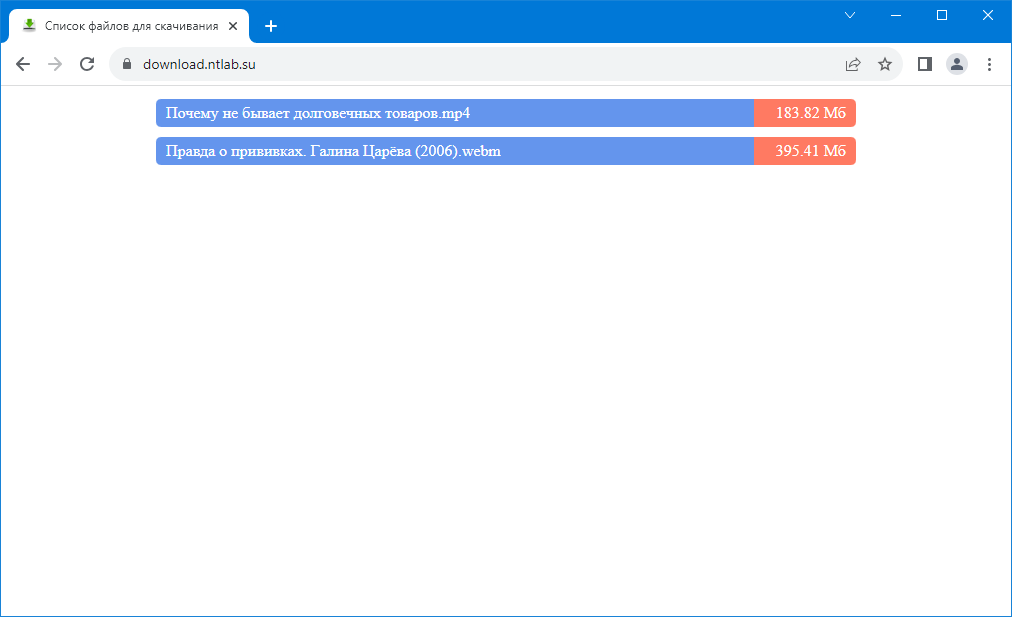 Список файлов для скачивания
download.ntlab.su
Почему не бывает долговечных товаров.mp4 183.82 Мб
Правда о прививках. Галина Царёва (2006).webm 395.41 Мб